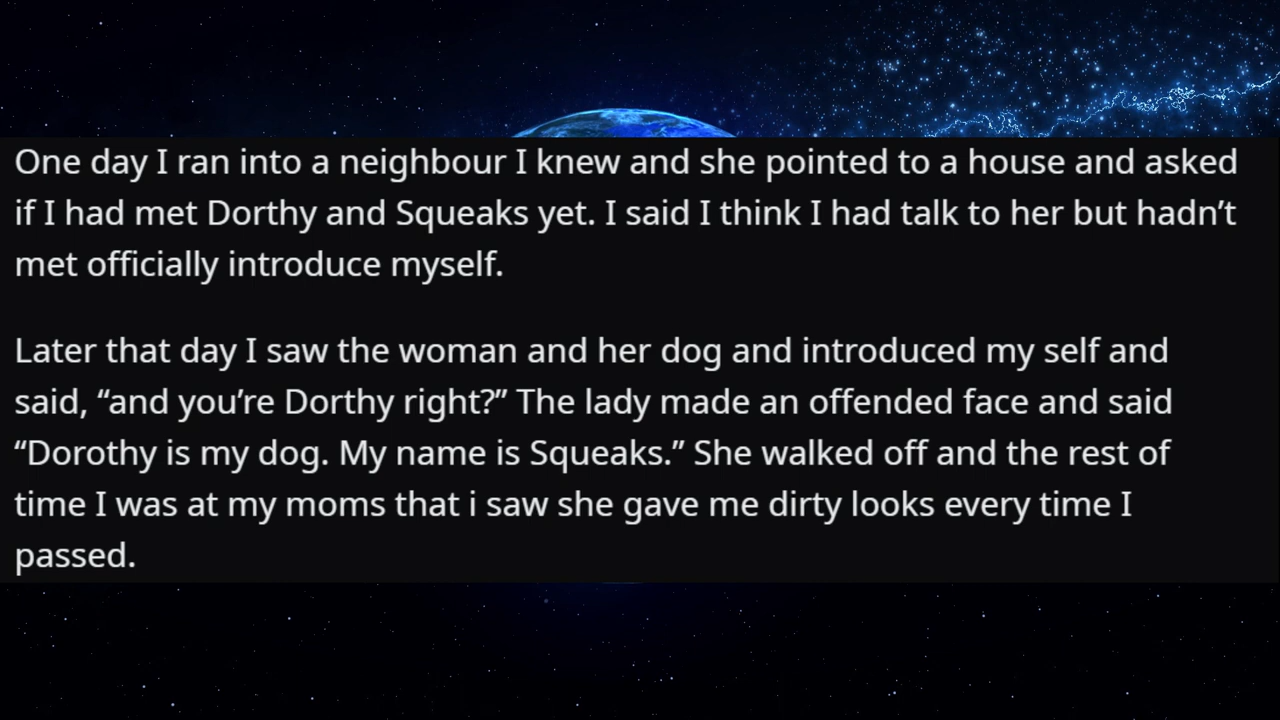 One day I ran into a neighbour I knew and she pointed to a house and asked
if I had met Dorthy and Squeaks yet. I said I think I had talk to her but hadn’t
met officially introduce myself.
Later that day I saw the woman and her dog and introduced my self and
said, “and you’re Dorthy right?” The lady made an offended face and said
“Dorothy is my dog. My name is Squeaks.” She walked off and the rest of
time I was at my moms that i saw she gave me dirty looks every time I
passed.